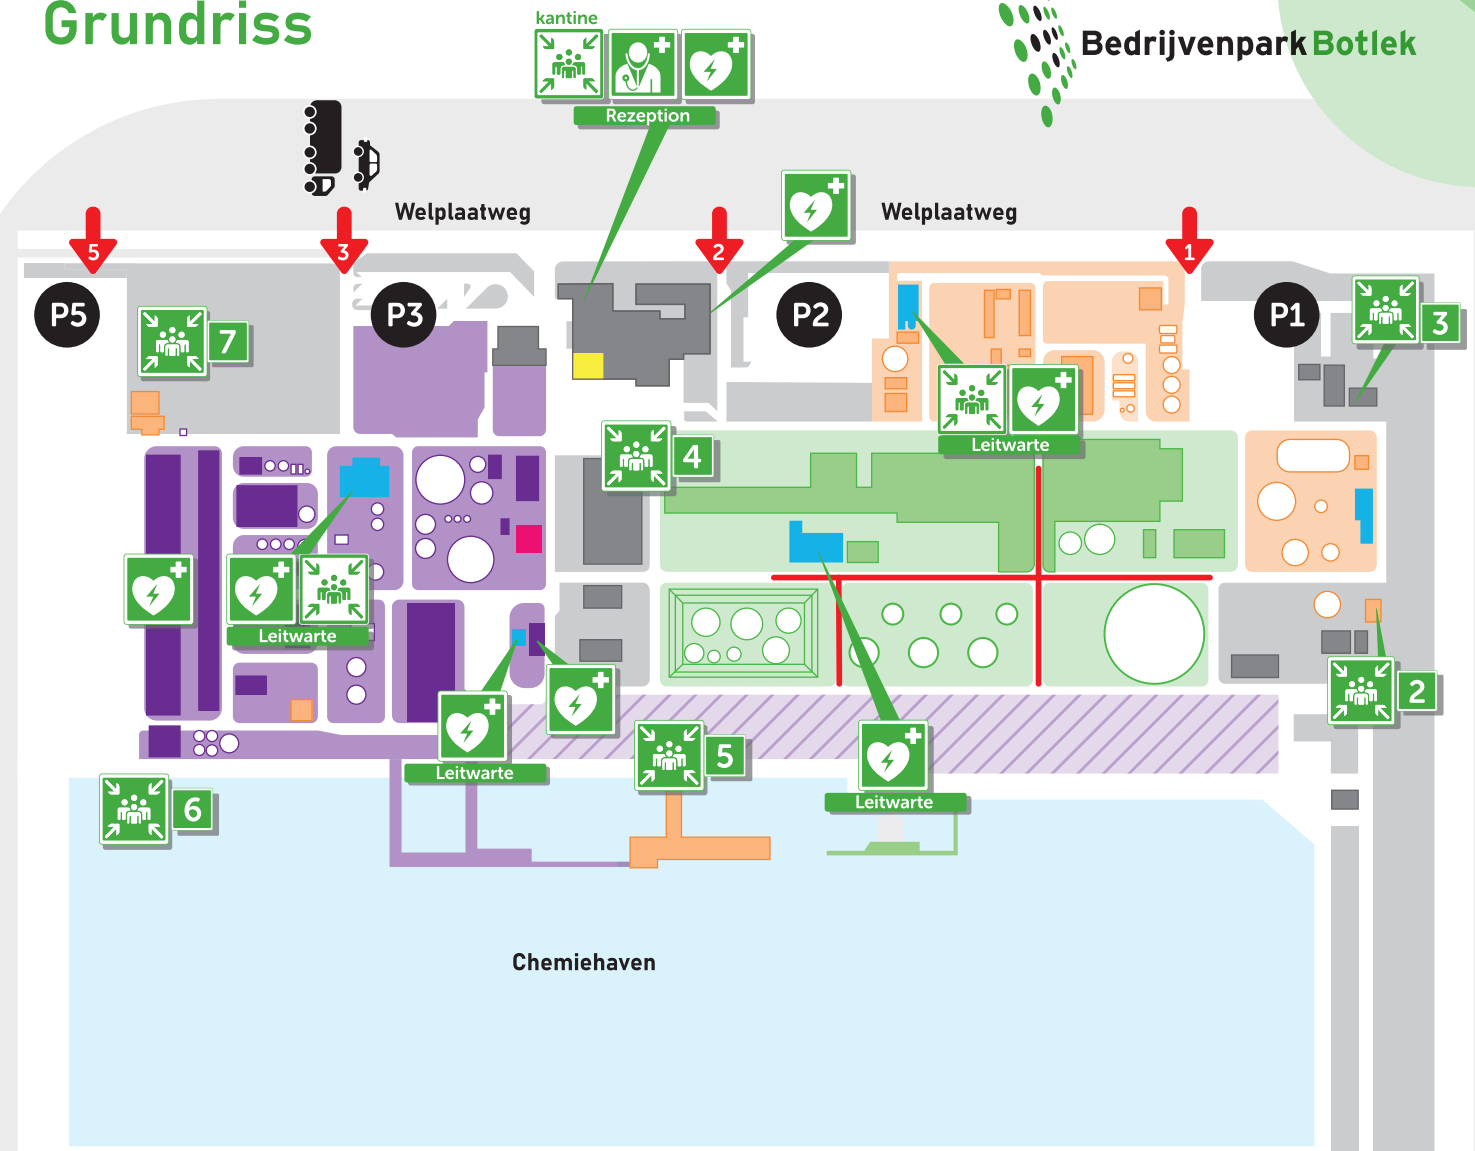 Grundriss
kantine
Bedrijvenpark Botlek
Rezeption
Welplaatweg
Welplaatweg
5
3
2
1
P5
P3
P2
P1
7
3
4
Leitwarte
Leitwarte
2
5
Leitwarte
6
Leitwarte
Chemiehaven